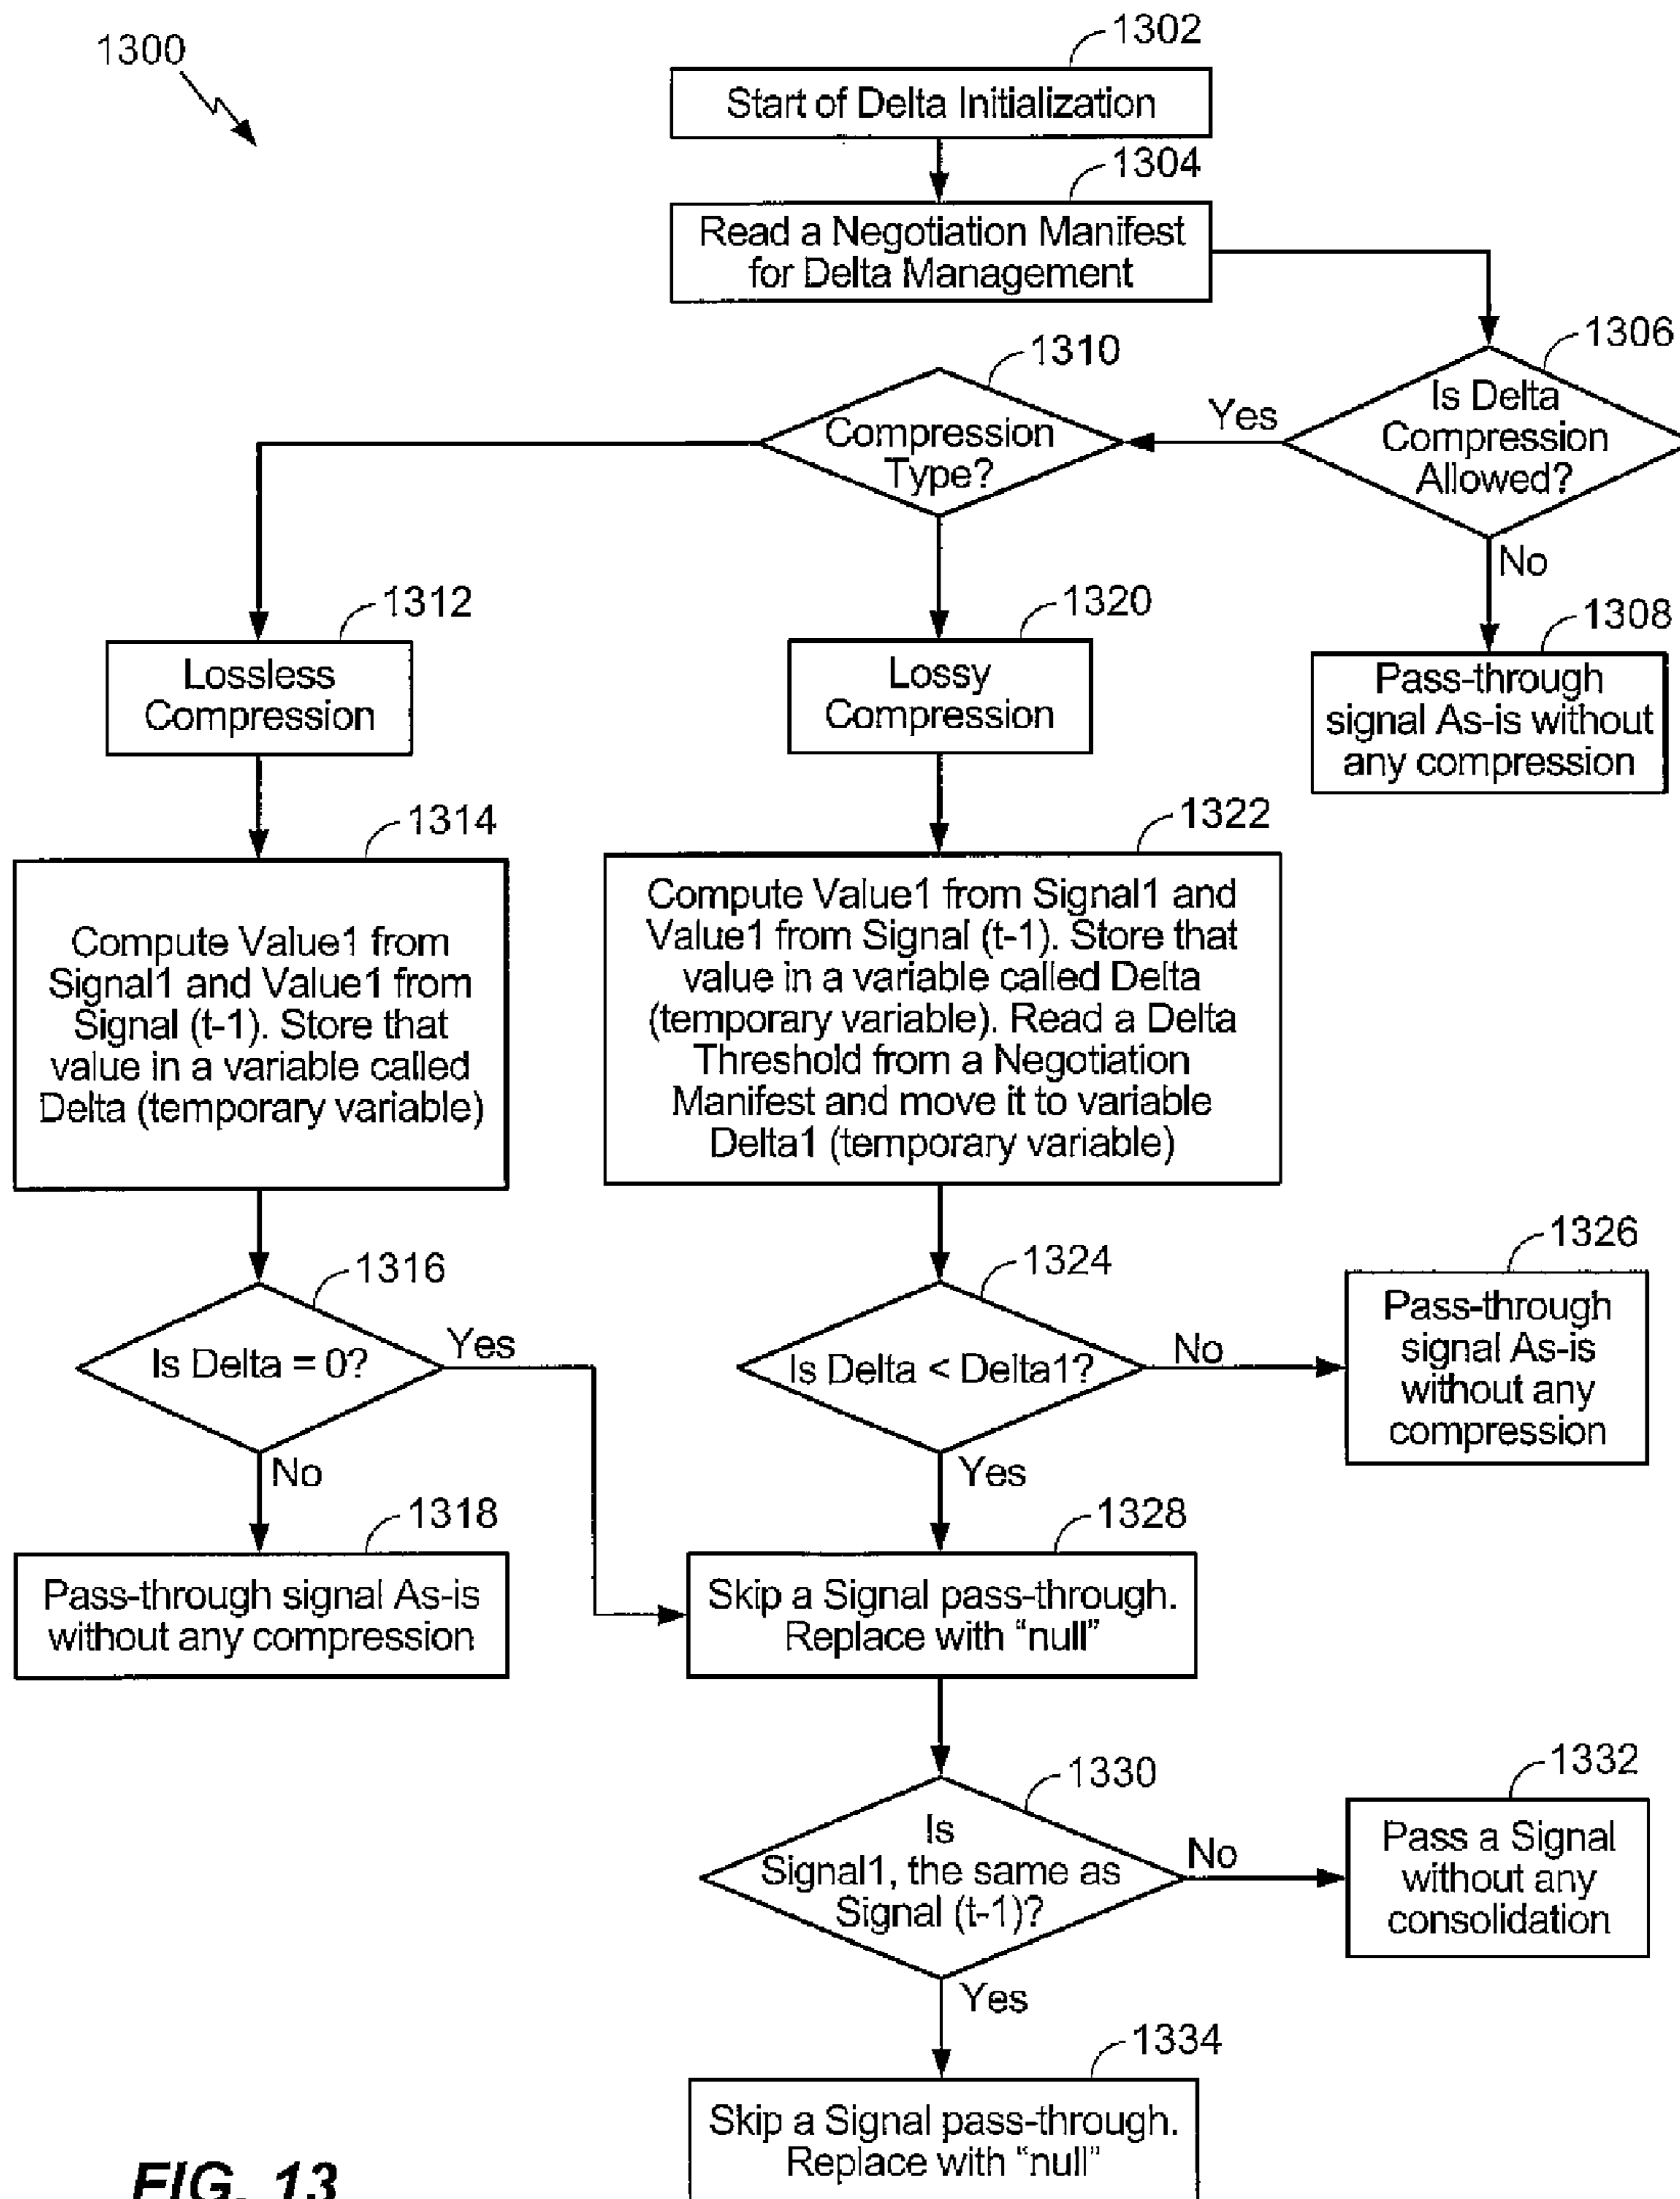 1300
1302
Start of Delta Initialization
1304
Read a Negotiation Manifest
for Delta Management
1306
Is Delta
Compression
Allowed?
Yes
No
1310
Compression
Type?
1308
Pass-through
signal As-is without
any compression
1312
Lossless
Compression
1320
Lossy
Compression
1314
Compute Value1 from
Signal1 and Value1 from
Signal (t-1). Store that
value in a variable called
Delta (temporary variable)
1322
Compute Value1 from Signal1 and
Value1 from Signal (t-1). Store that
value in a variable called Delta
(temporary variable). Read a Delta
Threshold from a Negotiation
Manifest and move it to variable
Delta1 (temporary variable)
1316
Is Delta = 0?
Yes
No
1324
Is Delta < Delta1?
No
Yes
1326
Pass-through
signal As-is
without any
compression
1318
Pass-through signal As-is
without any compression
1328
Skip a Signal pass-through.
Replace with “null”
1330
Is
Signal1, the same as
Signal (t-1)?
No
Yes
1332
Pass a Signal
without any
consolidation
1334
Skip a Signal pass-through.
Replace with “null”
FIG. 13